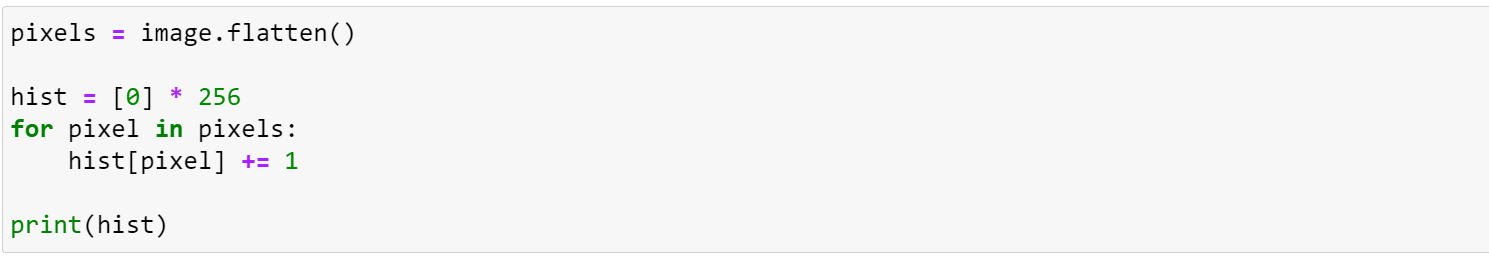 pixels = image.flatten()
hist = [0] * 256
for pixel in pixels:
    hist[pixel] += 1
print(hist)